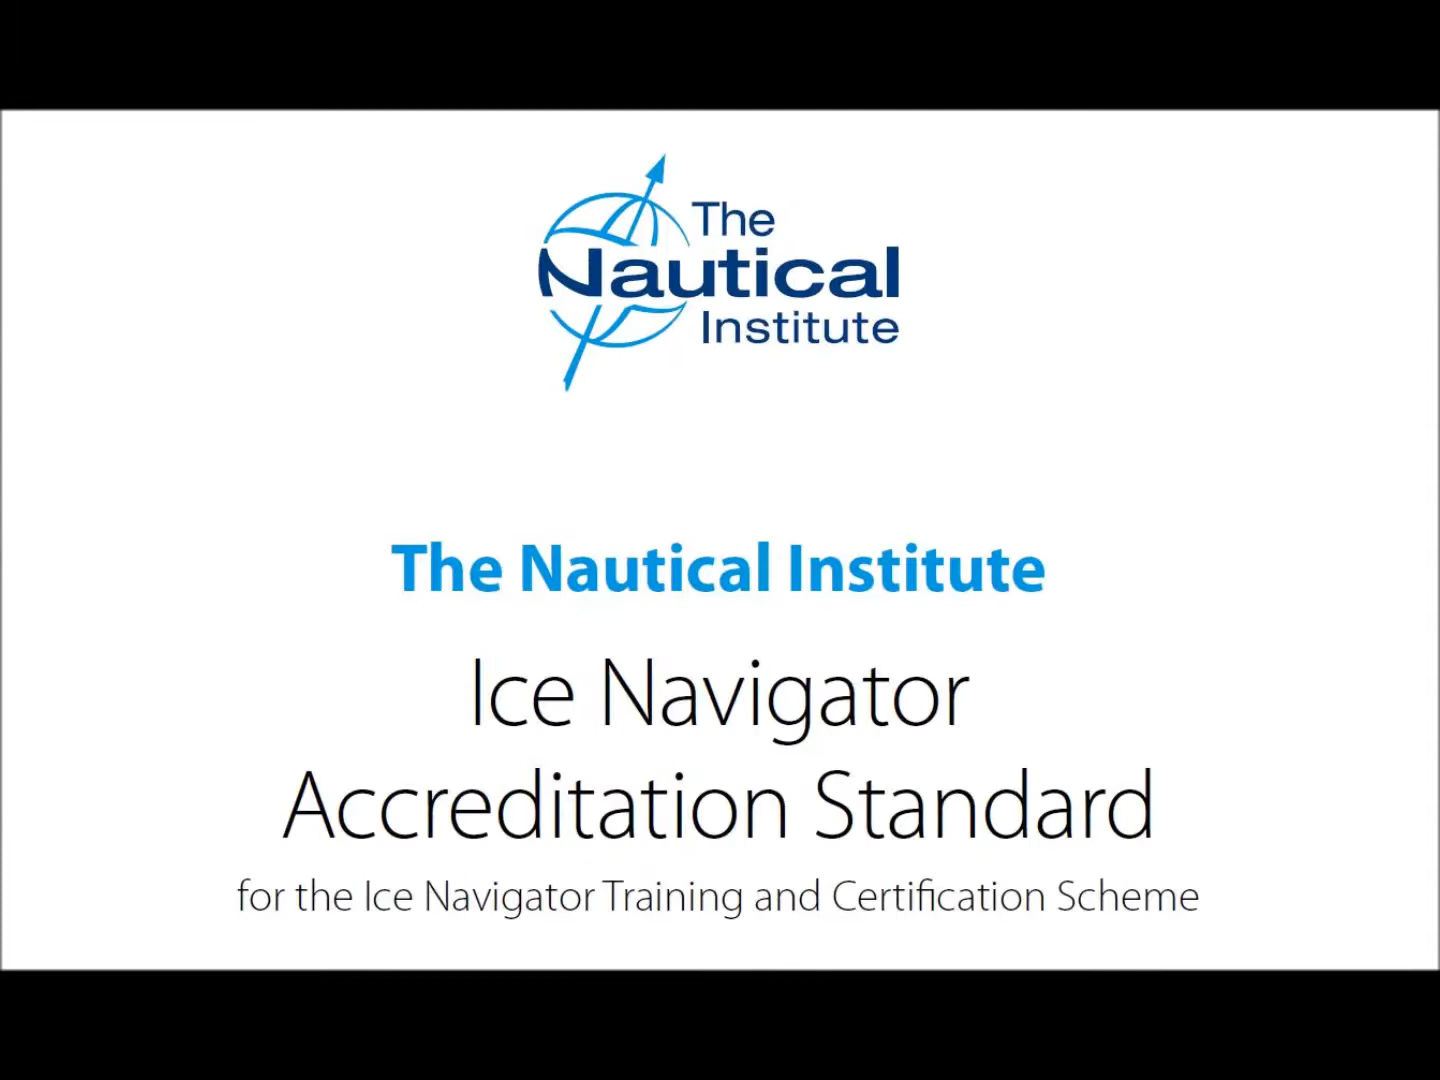 The
Nautical
Institute
The Nautical Institute
Ice Navigator
Accreditation Standard
for the Ice Navigator Training and Certification Scheme